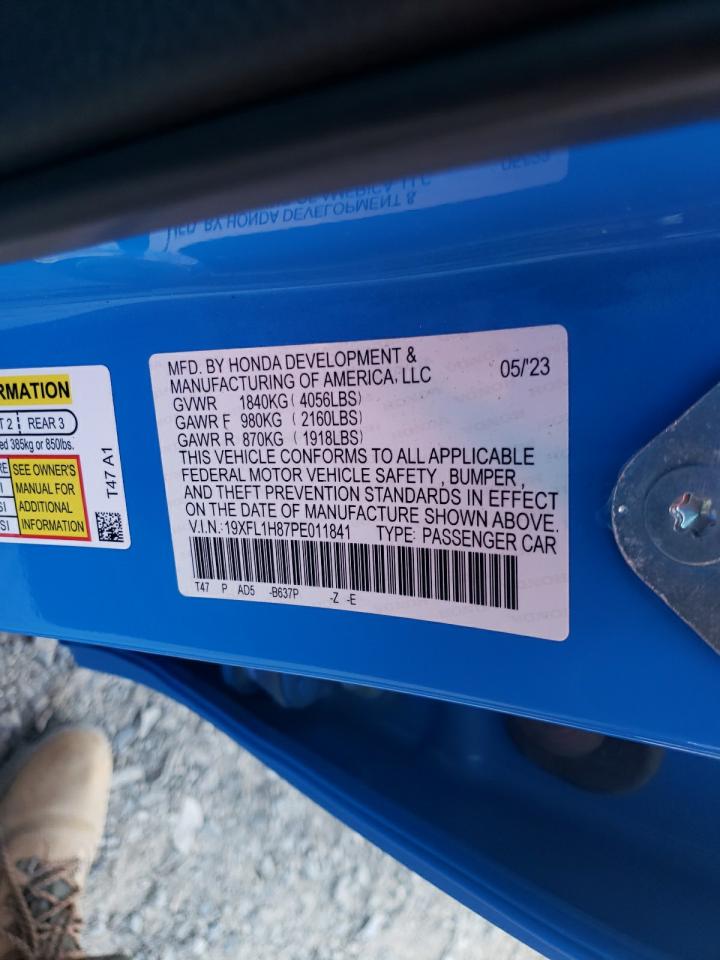 MFD. BY HONDA DEVELOPMENT &
MANUFACTURING OF AMERICA, LLC 05/'23
GVWR 1840KG ( 4056LBS)
GAWR F 980KG ( 2160LBS)
GAWR R 870KG ( 1918LBS)
THIS VEHICLE CONFORMS TO ALL APPLICABLE
FEDERAL MOTOR VEHICLE SAFETY , BUMPER ,
AND THEFT PREVENTION STANDARDS IN EFFECT
ON THE DATE OF MANUFACTURE SHOWN ABOVE.
V.I.N.: 19XFL1H87PE011841 TYPE: PASSENGER CAR
T47 P AD5 -B637P -Z -E
RMATION
T 2 REAR 3
ed 385kg or 850lbs.
RE SEE OWNER'S
MANUAL FOR
SI ADDITIONAL
SI INFORMATION
T47 A1